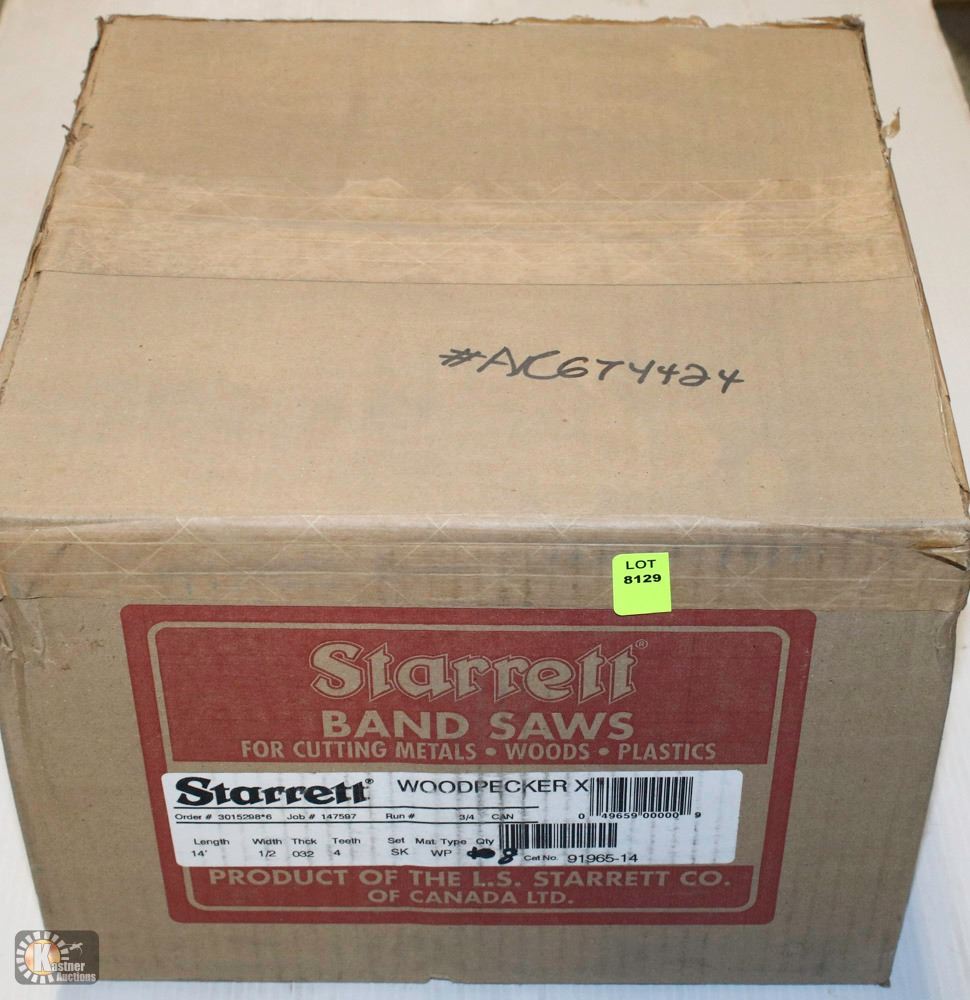 #AC6T4424
LOT
8129
Starrett®
BAND SAWS
FOR CUTTING METALS • WOODS • PLASTICS
Starrett® WOODPECKER X
Order # 3015298*6 Job # 147597 Run # 3/4 CAN 0 49659 00000 9
Length Width Thck Teeth Set Mat. Type Qty
14' 1/2 032 4 SK WP 8 Cat No. 91965-14
PRODUCT OF THE L.S. STARRETT CO.
OF CANADA LTD.
Kastner
Auctions